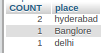 COUNT place
2 hyderabad
1 Banglore
1 delhi